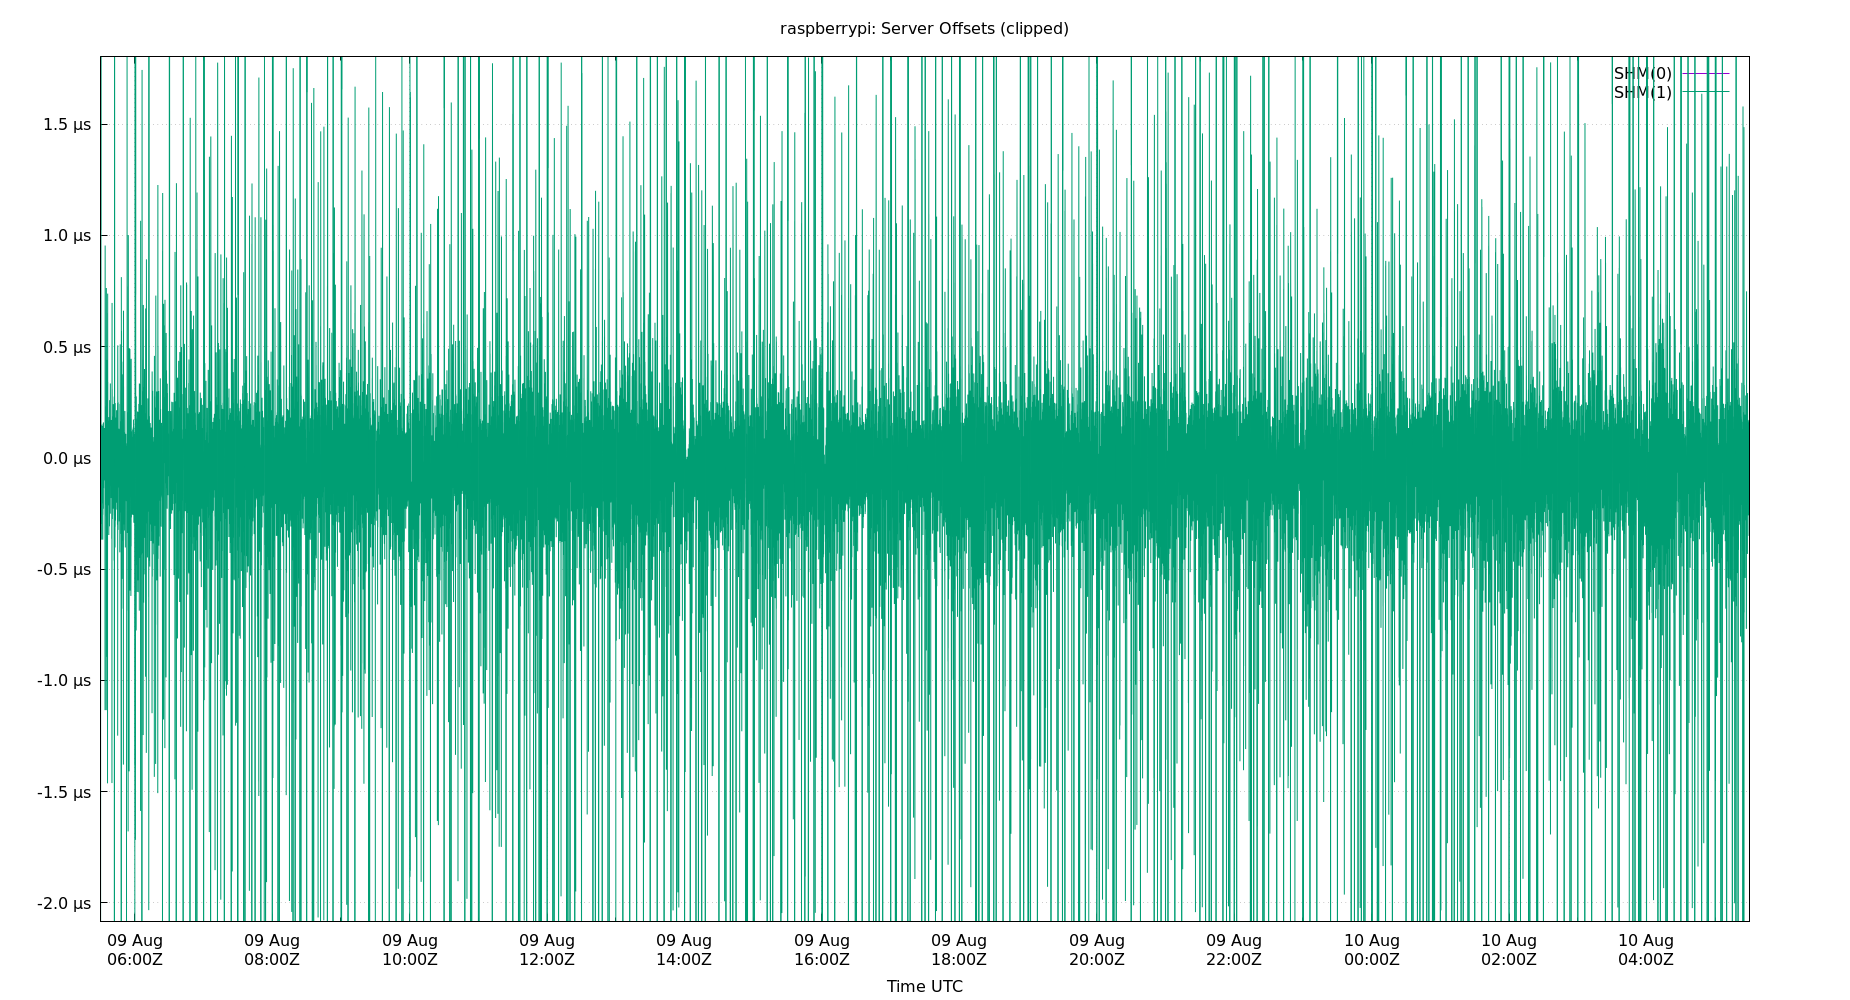 raspberrypi: Server Offsets (clipped)
SHM(0)
SHM(1)
1.5 µs
1.0 µs
0.5 µs
0.0 µs
-0.5 µs
-1.0 µs
-1.5 µs
-2.0 µs
09 Aug 09 Aug 09 Aug 09 Aug 09 Aug 09 Aug 09 Aug 09 Aug 09 Aug 10 Aug 10 Aug 10 Aug
06:00Z 08:00Z 10:00Z 12:00Z 14:00Z 16:00Z 18:00Z 20:00Z 22:00Z 00:00Z 02:00Z 04:00Z
Time UTC